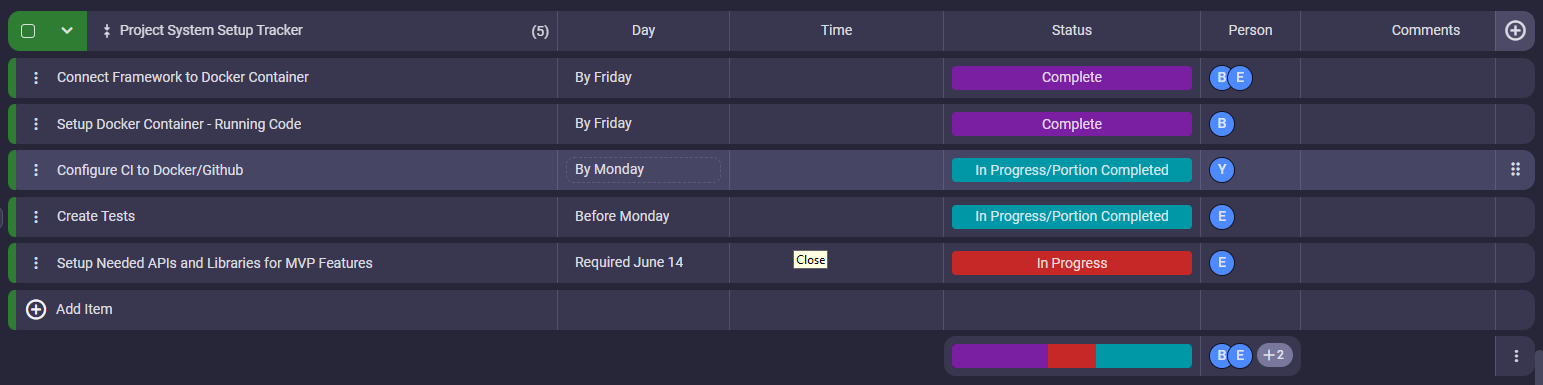 Project System Setup Tracker (5) Day Time Status Person Comments
Connect Framework to Docker Container By Friday Complete B E
Setup Docker Container - Running Code By Friday Complete B
Configure CI to Docker/Github By Monday In Progress/Portion Completed Y
Create Tests Before Monday In Progress/Portion Completed E
Setup Needed APIs and Libraries for MVP Features Required June 14 Close In Progress E
Add Item
B E +2